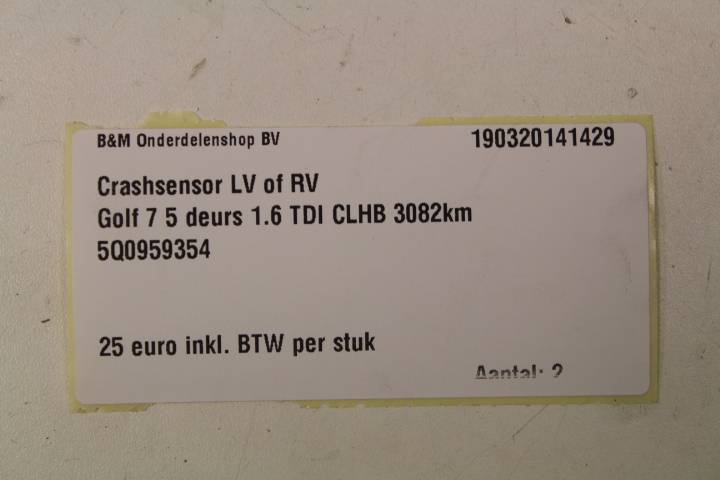 B&M Onderdelenshop BV 190320141429
Crashsensor LV of RV
Golf 7 5 deurs 1.6 TDI CLHB 3082km
5Q0959354
25 euro inkl. BTW per stuk
Aantal: 2